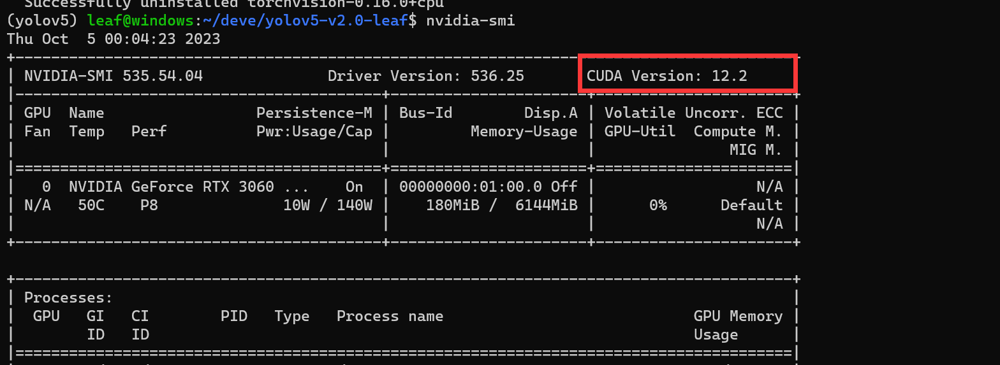 Successfully uninstalled torchvision-0.16.0+cpu
(yolov5) leaf@windows:~/deve/yolov5-v2.0-leaf$ nvidia-smi
Thu Oct  5 00:04:23 2023
+---------------------------------------------------------------------------------------+
| NVIDIA-SMI 535.54.04              Driver Version: 536.25       CUDA Version: 12.2     |
|-----------------------------------------+----------------------+----------------------+
| GPU  Name                 Persistence-M | Bus-Id        Disp.A | Volatile Uncorr. ECC |
| Fan  Temp   Perf          Pwr:Usage/Cap |         Memory-Usage | GPU-Util  Compute M. |
|                                         |                      |               MIG M. |
|=========================================+======================+======================|
|   0  NVIDIA GeForce RTX 3060 ...    On  | 00000000:01:00.0 Off |                  N/A |
| N/A   50C    P8              10W / 140W |    180MiB /  6144MiB |      0%      Default |
|                                         |                      |                  N/A |
+-----------------------------------------+----------------------+----------------------+
+---------------------------------------------------------------------------------------+
| Processes:                                                                            |
|  GPU   GI   CI        PID   Type   Process name                            GPU Memory |
|        ID   ID                                                             Usage      |
|=======================================================================================|